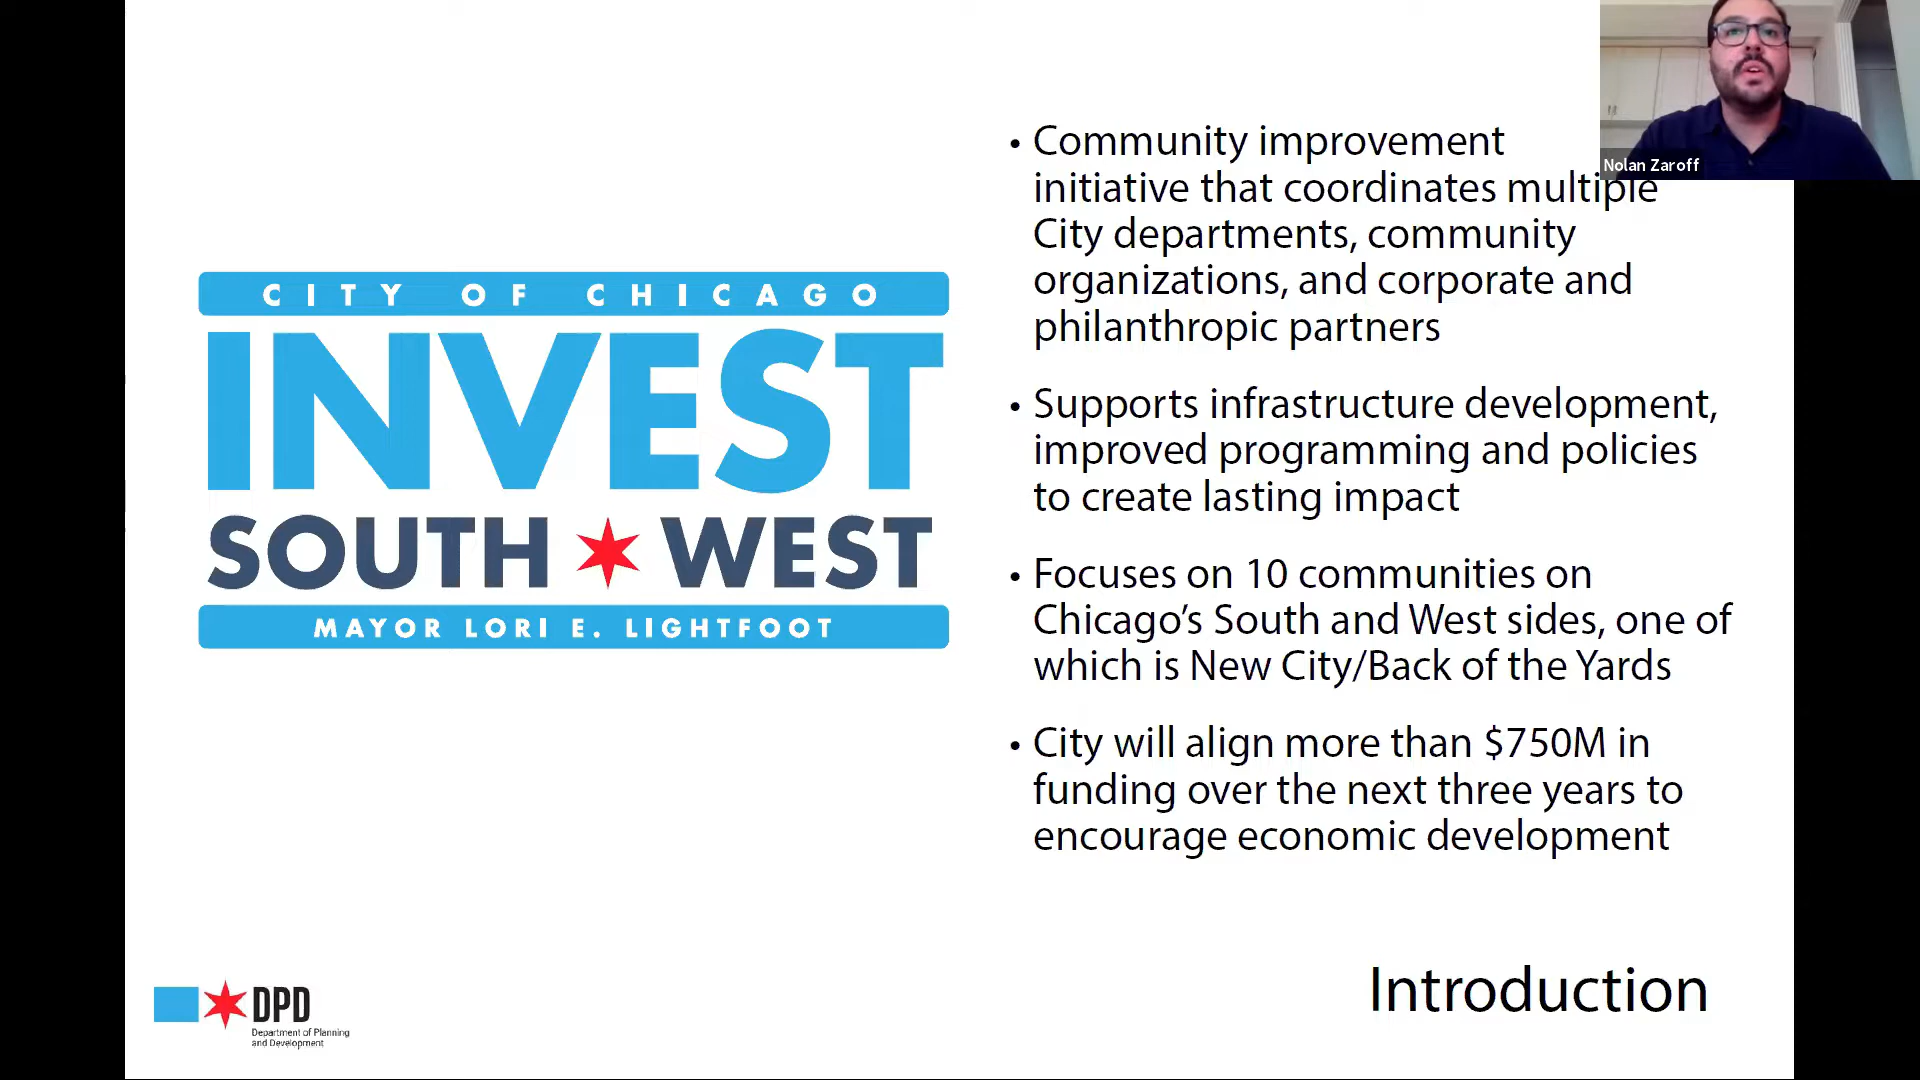 CITY OF CHICAGO
INVEST
SOUTH WEST
MAYOR LORI E. LIGHTFOOT
• Community improvement
initiative that coordinates multiple
City departments, community
organizations, and corporate and
philanthropic partners
• Supports infrastructure development,
improved programming and policies
to create lasting impact
• Focuses on 10 communities on
Chicago’s South and West sides, one of
which is New City/Back of the Yards
• City will align more than $750M in
funding over the next three years to
encourage economic development
Nolan Zaroff
DPD
Department of Planning
and Development
Introduction